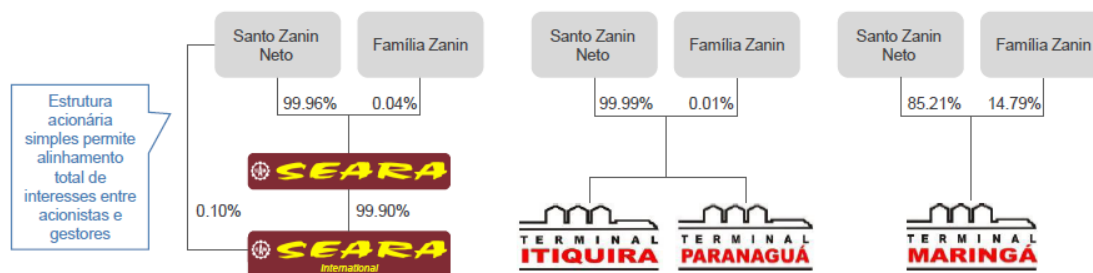 Santo Zanin
Neto
Família Zanin
Santo Zanin
Neto
Família Zanin
Santo Zanin
Neto
Família Zanin
Estrutura
acionária
simples permite
alinhamento
total de
interesses entre
acionistas e
gestores
99.96%
0.04%
99.99%
0.01%
85.21%
14.79%
SEARA
0.10%
99.90%
SEARA
International
TERMINAL
ITIQUIRA
TERMINAL
PARANAGUÁ
TERMINAL
MARINGÁ